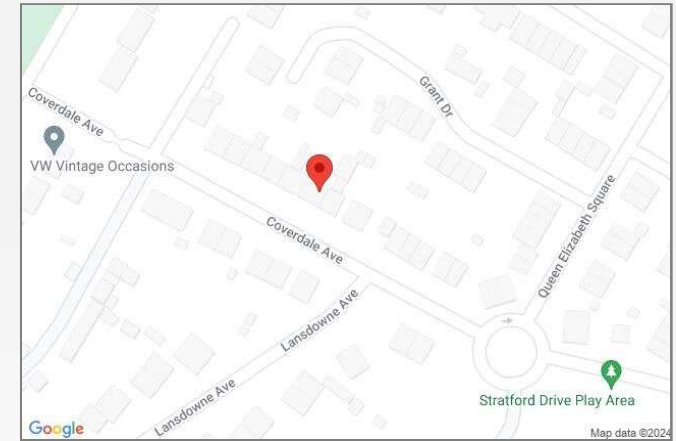 Grant Dr
Coverdale Ave
VW Vintage Occasions
Queen Elizabeth Square
Coverdale Ave
Lansdowne Ave
Stratford Drive Play Area
Lansdowne Ave
Google
Map data ©2024